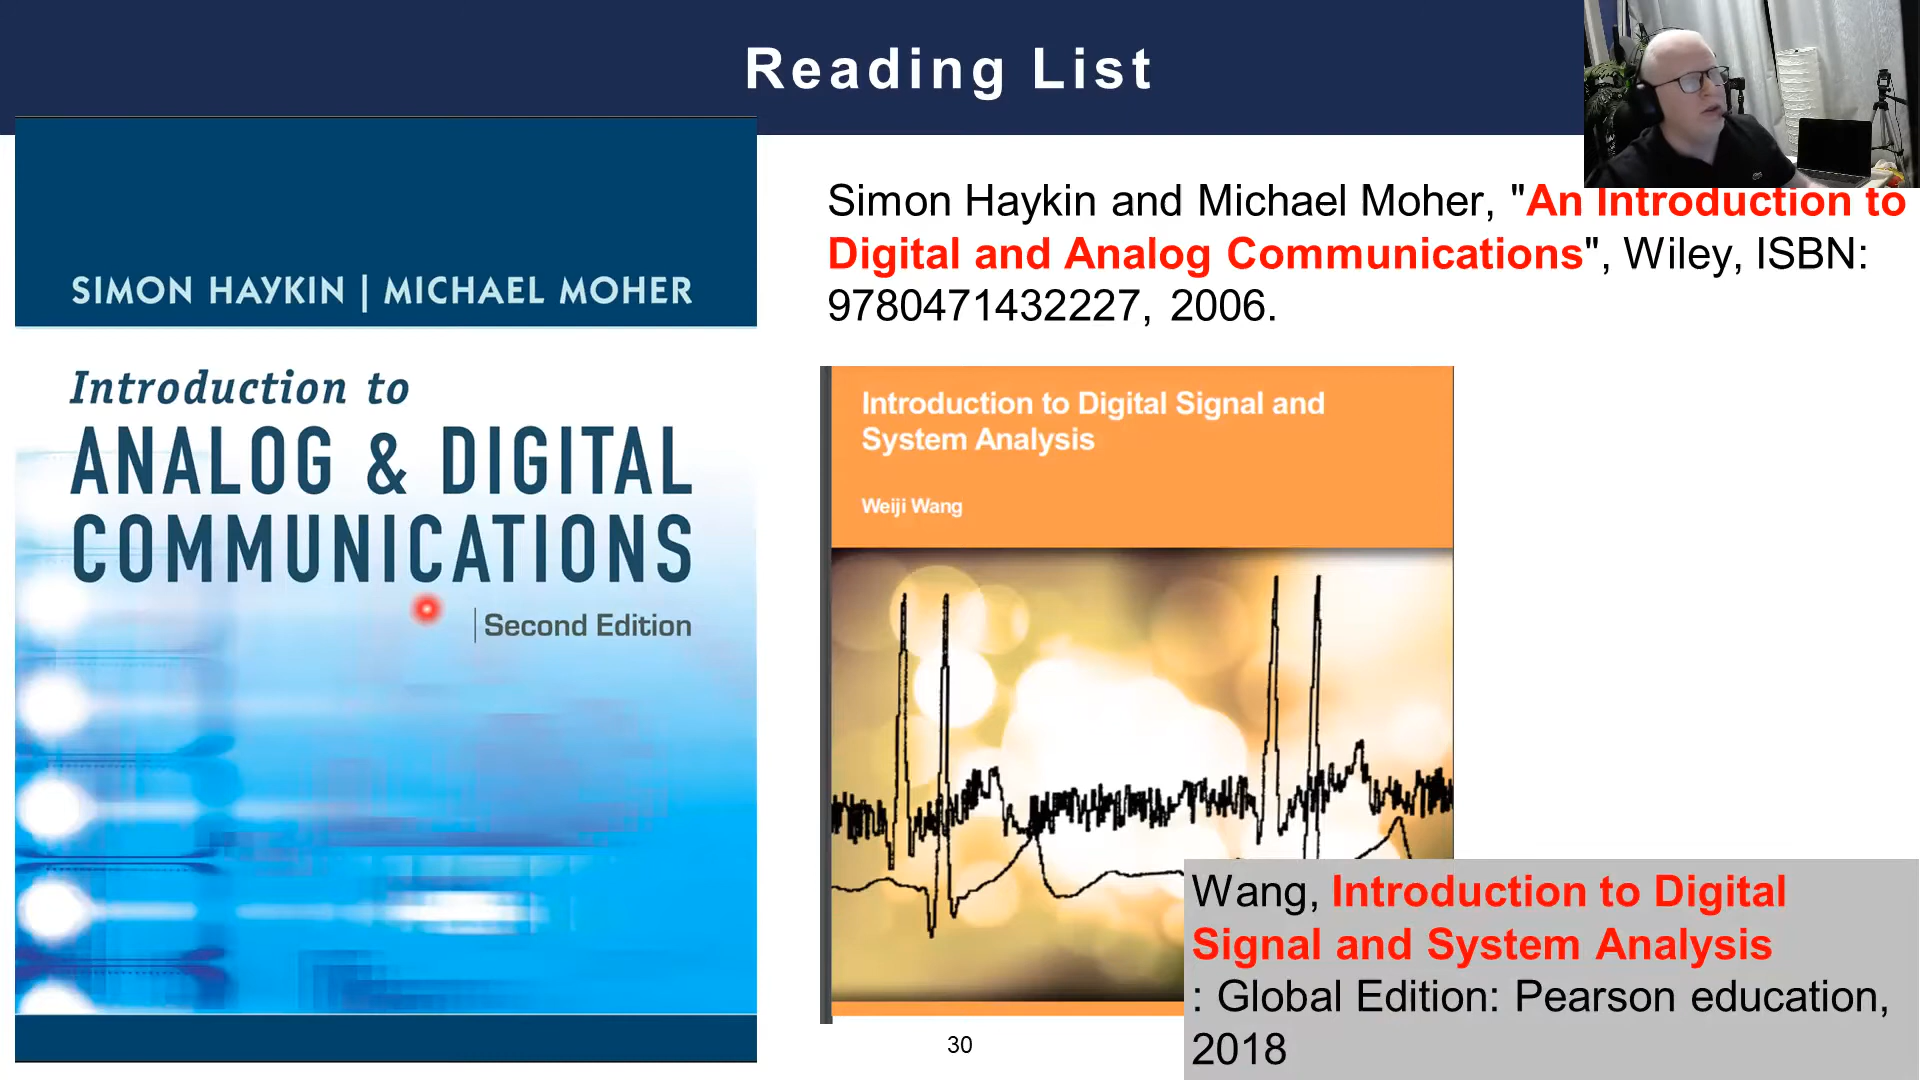 Reading List
SIMON HAYKIN | MICHAEL MOHER
Introduction to
ANALOG & DIGITAL
COMMUNICATIONS
Second Edition
Simon Haykin and Michael Moher, "An Introduction to
Digital and Analog Communications", Wiley, ISBN:
9780471432227, 2006.
Introduction to Digital Signal and
System Analysis
Weiji Wang
Wang, Introduction to Digital
Signal and System Analysis
: Global Edition: Pearson education,
2018
30